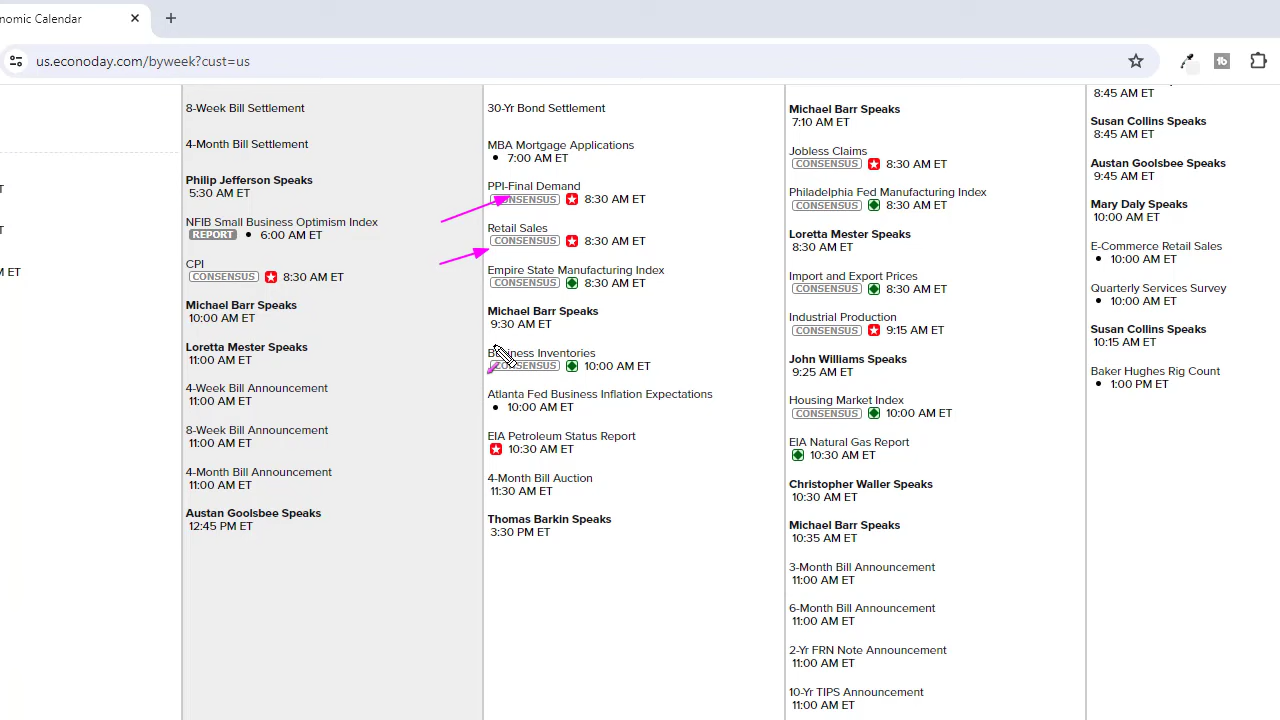 nomic Calendar
us.econoday.com/byweek?cust=us
8-Week Bill Settlement
4-Month Bill Settlement
Philip Jefferson Speaks
5:30 AM ET
NFIB Small Business Optimism Index
REPORT 6:00 AM ET
CPI
CONSENSUS 8:30 AM ET
Michael Barr Speaks
10:00 AM ET
Loretta Mester Speaks
11:00 AM ET
4-Week Bill Announcement
11:00 AM ET
8-Week Bill Announcement
11:00 AM ET
4-Month Bill Announcement
11:00 AM ET
Austan Goolsbee Speaks
12:45 PM ET
30-Yr Bond Settlement
MBA Mortgage Applications
7:00 AM ET
PPI-Final Demand
CONSENSUS 8:30 AM ET
Retail Sales
CONSENSUS 8:30 AM ET
Empire State Manufacturing Index
CONSENSUS 8:30 AM ET
Michael Barr Speaks
9:30 AM ET
Business Inventories
CONSENSUS 10:00 AM ET
Atlanta Fed Business Inflation Expectations
10:00 AM ET
EIA Petroleum Status Report
10:30 AM ET
4-Month Bill Auction
11:30 AM ET
Thomas Barkin Speaks
3:30 PM ET
Michael Barr Speaks
7:10 AM ET
Jobless Claims
CONSENSUS 8:30 AM ET
Philadelphia Fed Manufacturing Index
CONSENSUS 8:30 AM ET
Loretta Mester Speaks
8:30 AM ET
Import and Export Prices
CONSENSUS 8:30 AM ET
Industrial Production
CONSENSUS 9:15 AM ET
John Williams Speaks
9:25 AM ET
Housing Market Index
CONSENSUS 10:00 AM ET
EIA Natural Gas Report
10:30 AM ET
Christopher Waller Speaks
10:30 AM ET
Michael Barr Speaks
10:35 AM ET
3-Month Bill Announcement
11:00 AM ET
6-Month Bill Announcement
11:00 AM ET
2-Yr FRN Note Announcement
11:00 AM ET
10-Yr TIPS Announcement
11:00 AM ET
8:45 AM ET
Susan Collins Speaks
8:45 AM ET
Austan Goolsbee Speaks
9:45 AM ET
Mary Daly Speaks
10:00 AM ET
E-Commerce Retail Sales
10:00 AM ET
Quarterly Services Survey
10:00 AM ET
Susan Collins Speaks
10:15 AM ET
Baker Hughes Rig Count
1:00 PM ET